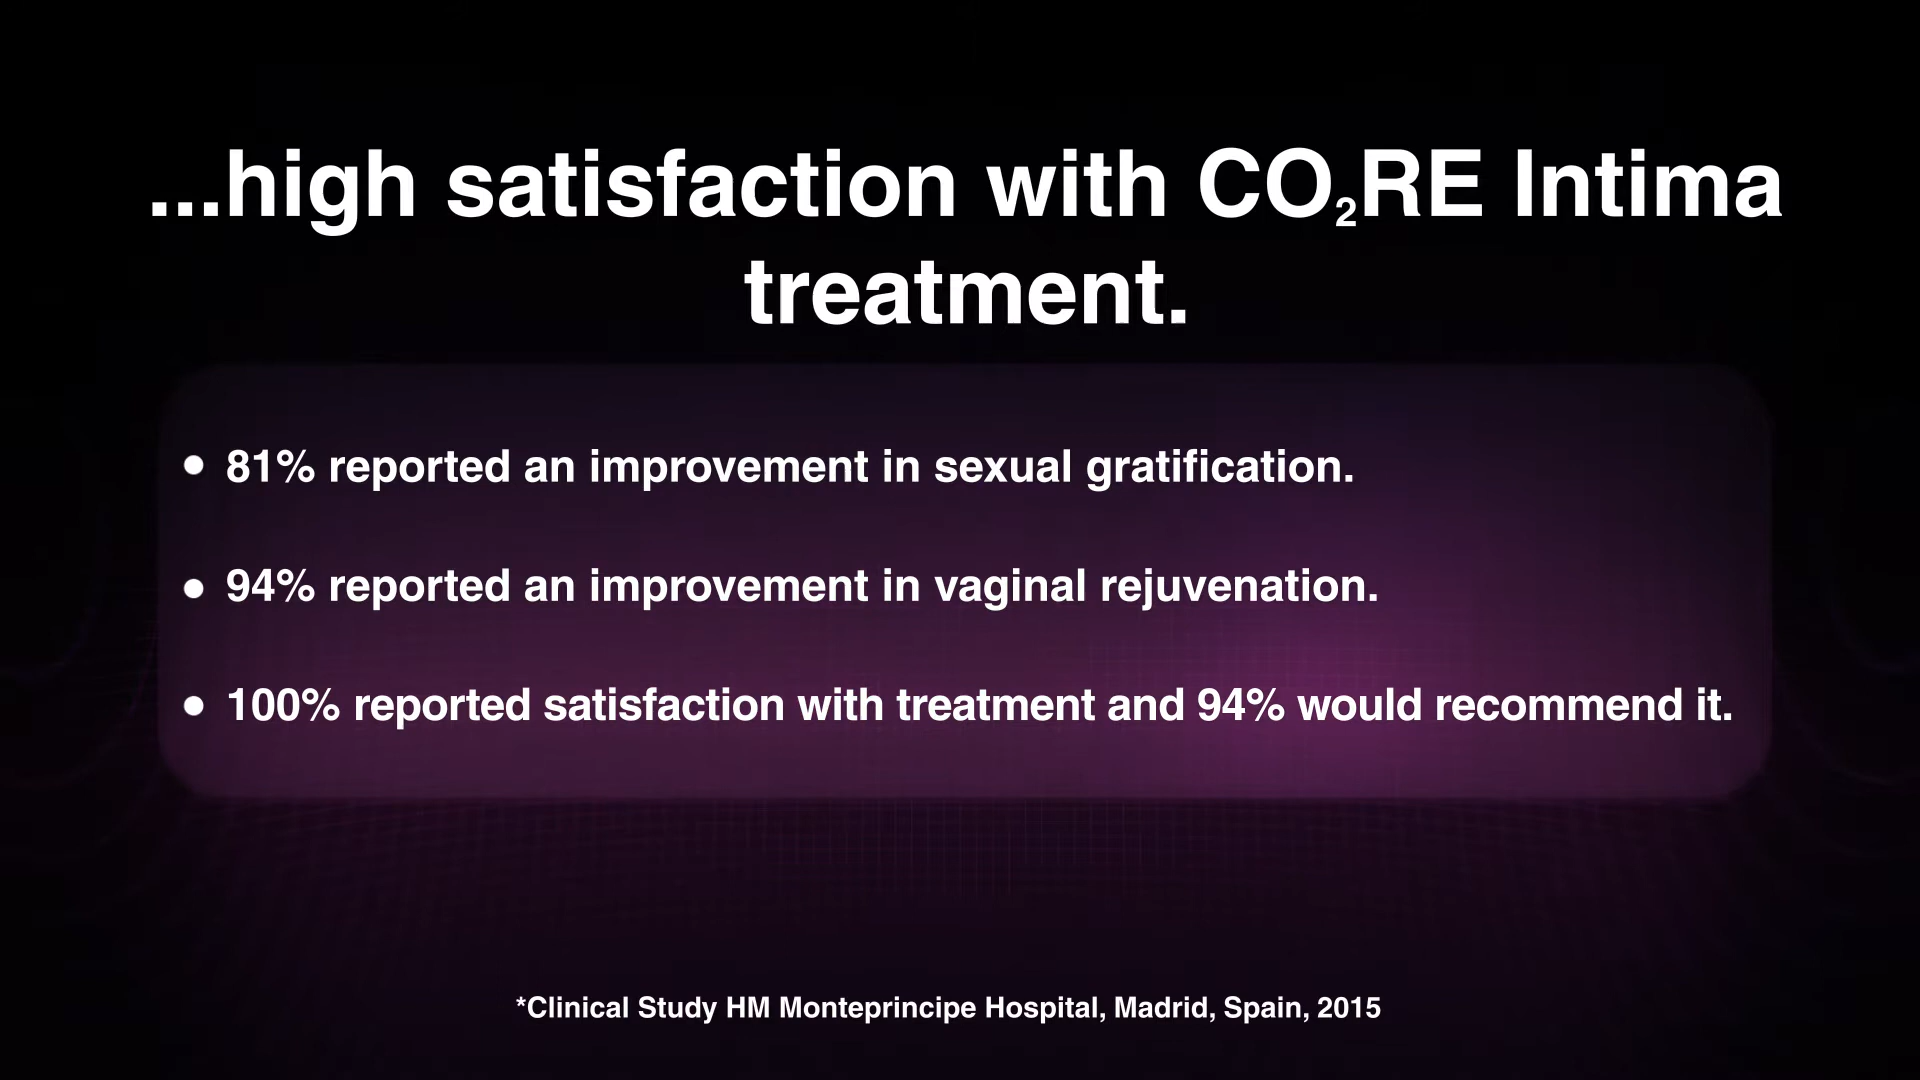 ...high satisfaction with CO₂RE Intima
treatment.
• 81% reported an improvement in sexual gratification.
• 94% reported an improvement in vaginal rejuvenation.
• 100% reported satisfaction with treatment and 94% would recommend it.
*Clinical Study HM Monteprincipe Hospital, Madrid, Spain, 2015